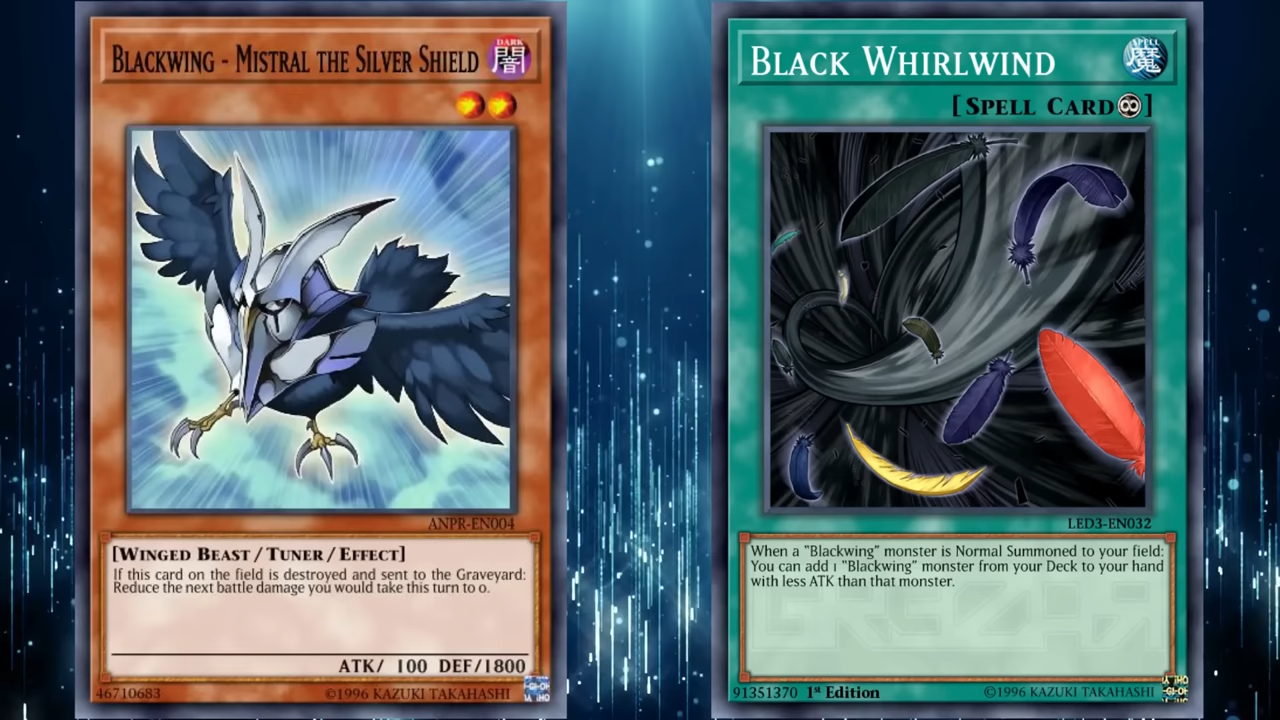 Blackwing - Mistral the Silver Shield
DARK
闇
ANPR-EN004
[Winged Beast/Tuner/Effect]
If this card on the field is destroyed and sent to the Graveyard:
Reduce the next battle damage you would take this turn to 0.
ATK/ 100 DEF/1800
46710683
©1996 KAZUKI TAKAHASHI
Black Whirlwind
SPELL
魔
[Spell Card]
LED3-EN032
When a "Blackwing" monster is Normal Summoned to your field:
You can add 1 "Blackwing" monster from your Deck to your hand
with less ATK than that monster.
91351370 1st Edition
©1996 KAZUKI TAKAHASHI